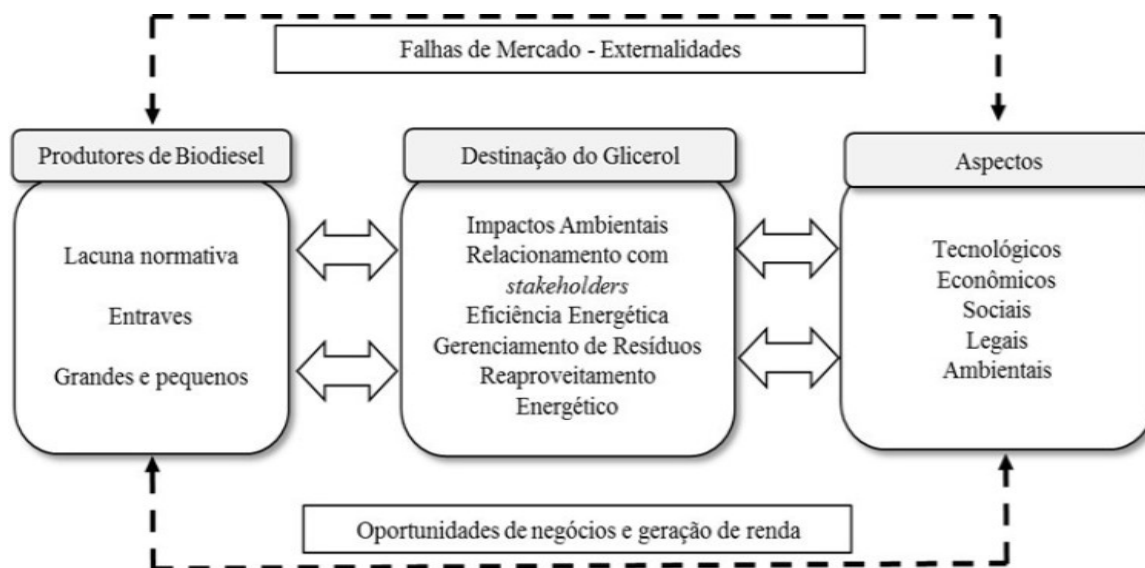 Falhas de Mercado - Externalidades
Produtores de Biodiesel
Lacuna normativa
Entraves
Grandes e pequenos
Destinação do Glicerol
Impactos Ambientais
Relacionamento com
stakeholders
Eficiência Energética
Gerenciamento de Resíduos
Reaproveitamento
Energético
Aspectos
Tecnológicos
Econômicos
Sociais
Legais
Ambientais
Oportunidades de negócios e geração de renda